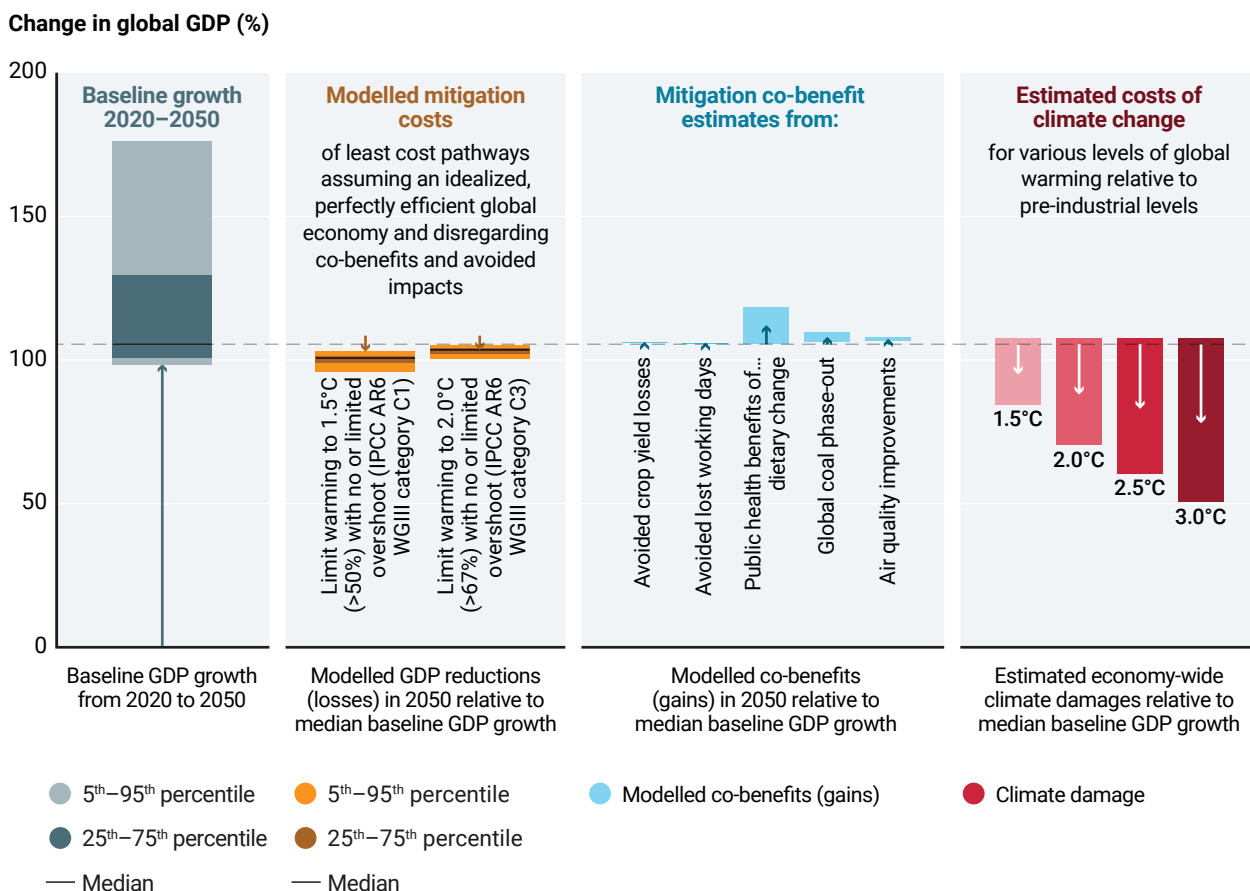 Change in global GDP (%)
200
150
100
50
0
Baseline growth
2020–2050
Modelled mitigation
costs
of least cost pathways
assuming an idealized,
perfectly efficient global
economy and disregarding
co-benefits and avoided
impacts
Limit warming to 1.5°C
(>50%) with no or limited
overshoot (IPCC AR6
WGIII category C1)
Limit warming to 2.0°C
(>67%) with no or limited
overshoot (IPCC AR6
WGIII category C3)
Mitigation co-benefit
estimates from:
Avoided crop yield losses
Avoided lost working days
Public health benefits of...
dietary change
Global coal phase-out
Air quality improvements
Estimated costs of
climate change
for various levels of global
warming relative to
pre-industrial levels
1.5°C
2.0°C
2.5°C
3.0°C
Baseline GDP growth
from 2020 to 2050
Modelled GDP reductions
(losses) in 2050 relative to
median baseline GDP growth
Modelled co-benefits
(gains) in 2050 relative to
median baseline GDP growth
Estimated economy-wide
climate damages relative to
median baseline GDP growth
5th–95th percentile
25th–75th percentile
Median
5th–95th percentile
25th–75th percentile
Median
Modelled co-benefits (gains)
Climate damage